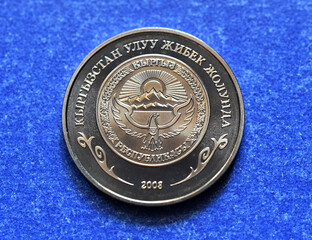 КЫРГЫЗСТАН УЛУУ ЖИБЕК ЖОЛУНДА
КЫРГЫЗ
РЕСПУБЛИКАСЫ
2008